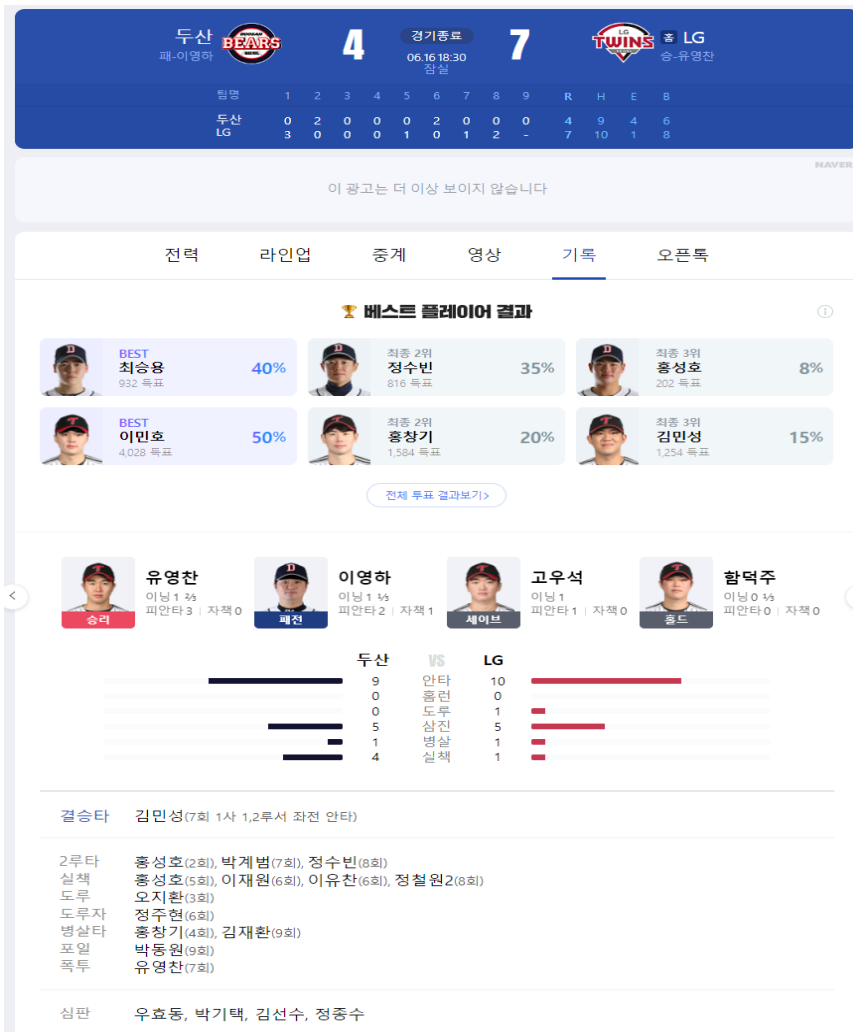 두산 BEARS 4 경기종료 7 TWINS 홈 LG
패-이영하 06.16 18:30 승-유영찬
잠실
팀명 1 2 3 4 5 6 7 8 9 R H E B
두산 0 2 0 0 0 2 0 0 0 4 9 4 6
LG 3 0 0 0 1 0 1 2 - 7 10 1 8
NAVER
이 광고는 더 이상 보이지 않습니다
전력 라인업 중계 영상 기록 오픈톡
베스트 플레이어 결과
BEST 최종 2위 최종 3위
최승용 40% 정수빈 35% 홍성호 8%
932 득표 816 득표 202 득표
BEST 최종 2위 최종 3위
이민호 50% 홍창기 20% 김민성 15%
4,028 득표 1,584 득표 1,254 득표
전체 투표 결과보기>
유영찬 이영하 고우석 함덕주
이닝 1 ⅔ 이닝 1 ⅓ 이닝 1 이닝 0 ⅓
피안타 3 | 자책 0 피안타 2 | 자책 1 피안타 1 | 자책 0 피안타 0 | 자책 0
승리 패전 세이브 홀드
두산 VS LG
9 안타 10
0 홈런 0
0 도루 1
5 삼진 5
1 병살 1
4 실책 1
결승타 김민성(7회 1사 1,2루서 좌전 안타)
2루타 홍성호(2회), 박계범(7회), 정수빈(8회)
실책 홍성호(5회), 이재원(6회), 이유찬(6회), 정철원2(8회)
도루 오지환(3회)
도루자 정주현(6회)
병살타 홍창기(4회), 김재환(9회)
포일 박동원(9회)
폭투 유영찬(7회)
심판 우효동, 박기택, 김선수, 정종수